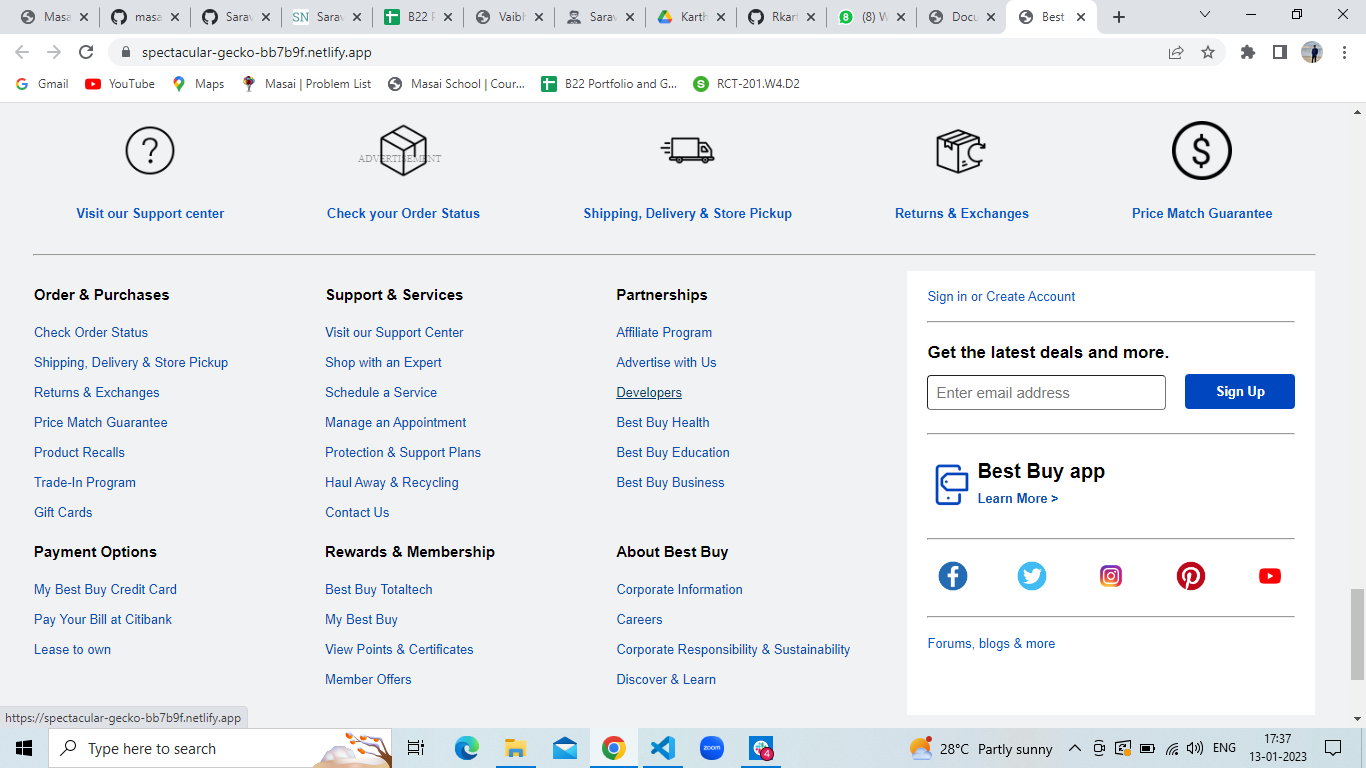 Masa
masa
Sarav
SN Sarav
B22 P
Vaibh
Sarav
Karth
Rkart
8 (8) W
Docu
Best
spectacular-gecko-bb7b9f.netlify.app
Gmail
YouTube
Maps
Masai | Problem List
Masai School | Cour...
B22 Portfolio and G...
S RCT-201.W4.D2
ADVERTISEMENT
Visit our Support center
Check your Order Status
Shipping, Delivery & Store Pickup
Returns & Exchanges
Price Match Guarantee
Order & Purchases
Check Order Status
Shipping, Delivery & Store Pickup
Returns & Exchanges
Price Match Guarantee
Product Recalls
Trade-In Program
Gift Cards
Support & Services
Visit our Support Center
Shop with an Expert
Schedule a Service
Manage an Appointment
Protection & Support Plans
Haul Away & Recycling
Contact Us
Partnerships
Affiliate Program
Advertise with Us
Developers
Best Buy Health
Best Buy Education
Best Buy Business
Payment Options
My Best Buy Credit Card
Pay Your Bill at Citibank
Lease to own
Rewards & Membership
Best Buy Totaltech
My Best Buy
View Points & Certificates
Member Offers
About Best Buy
Corporate Information
Careers
Corporate Responsibility & Sustainability
Discover & Learn
Sign in or Create Account
Get the latest deals and more.
Enter email address
Sign Up
Best Buy app
Learn More >
Forums, blogs & more
https://spectacular-gecko-bb7b9f.netlify.app
Type here to search
zoom
4
28°C Partly sunny
ENG
17:37
13-01-2023